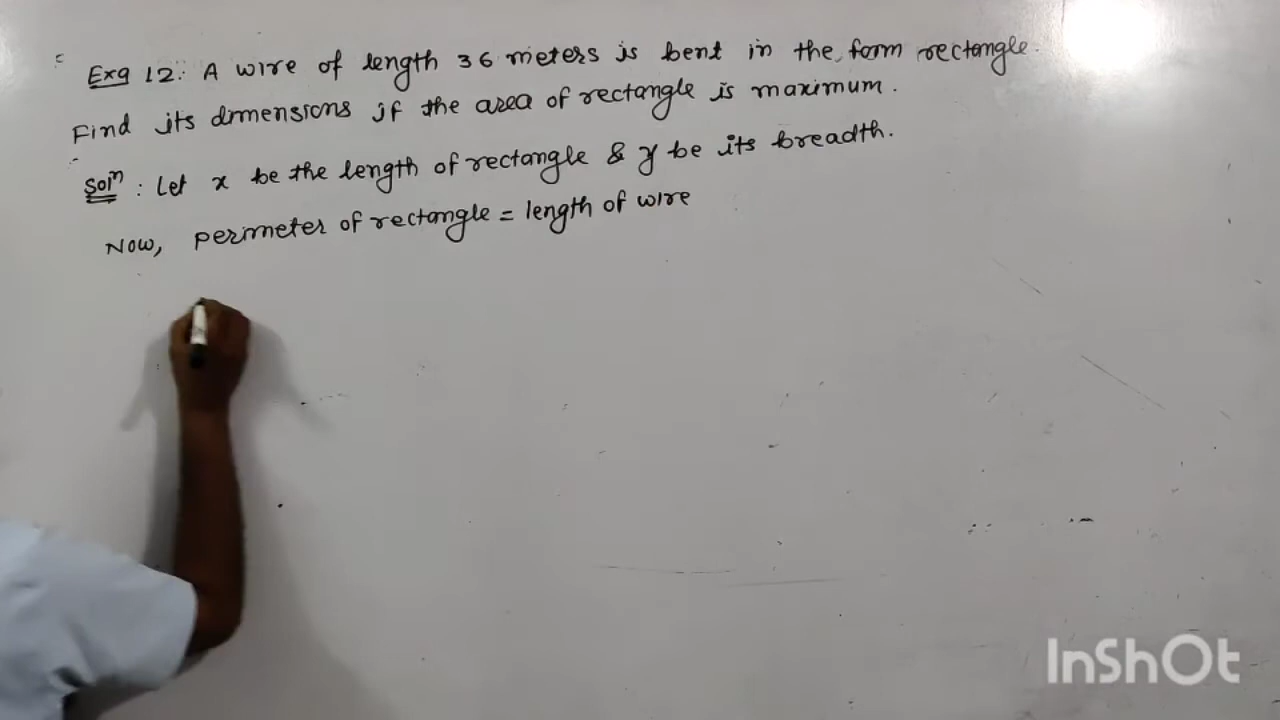 Exa 12: A wire of length 36 meters is bent in the form rectangle.
Find its dimensions if the area of rectangle is maximum.
Soln: Let x be the length of rectangle & y be its breadth.
Now, perimeter of rectangle = length of wire
InShOt